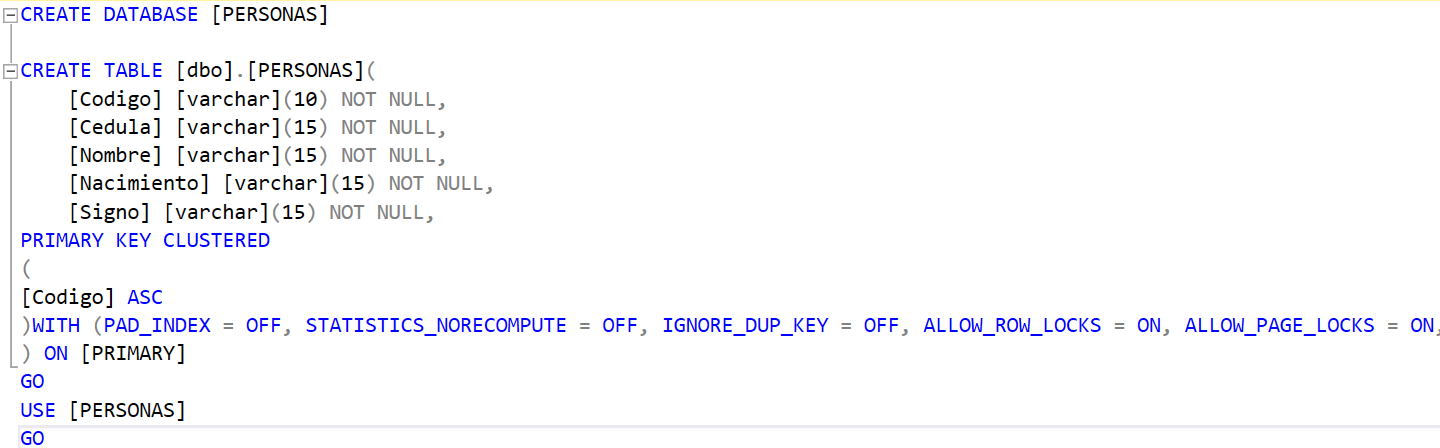 CREATE DATABASE [PERSONAS]
CREATE TABLE [dbo].[PERSONAS](
[Codigo] [varchar](10) NOT NULL,
[Cedula] [varchar](15) NOT NULL,
[Nombre] [varchar](15) NOT NULL,
[Nacimiento] [varchar](15) NOT NULL,
[Signo] [varchar](15) NOT NULL,
PRIMARY KEY CLUSTERED
(
[Codigo] ASC
)WITH (PAD_INDEX = OFF, STATISTICS_NORECOMPUTE = OFF, IGNORE_DUP_KEY = OFF, ALLOW_ROW_LOCKS = ON, ALLOW_PAGE_LOCKS = ON,
) ON [PRIMARY]
GO
USE [PERSONAS]
GO